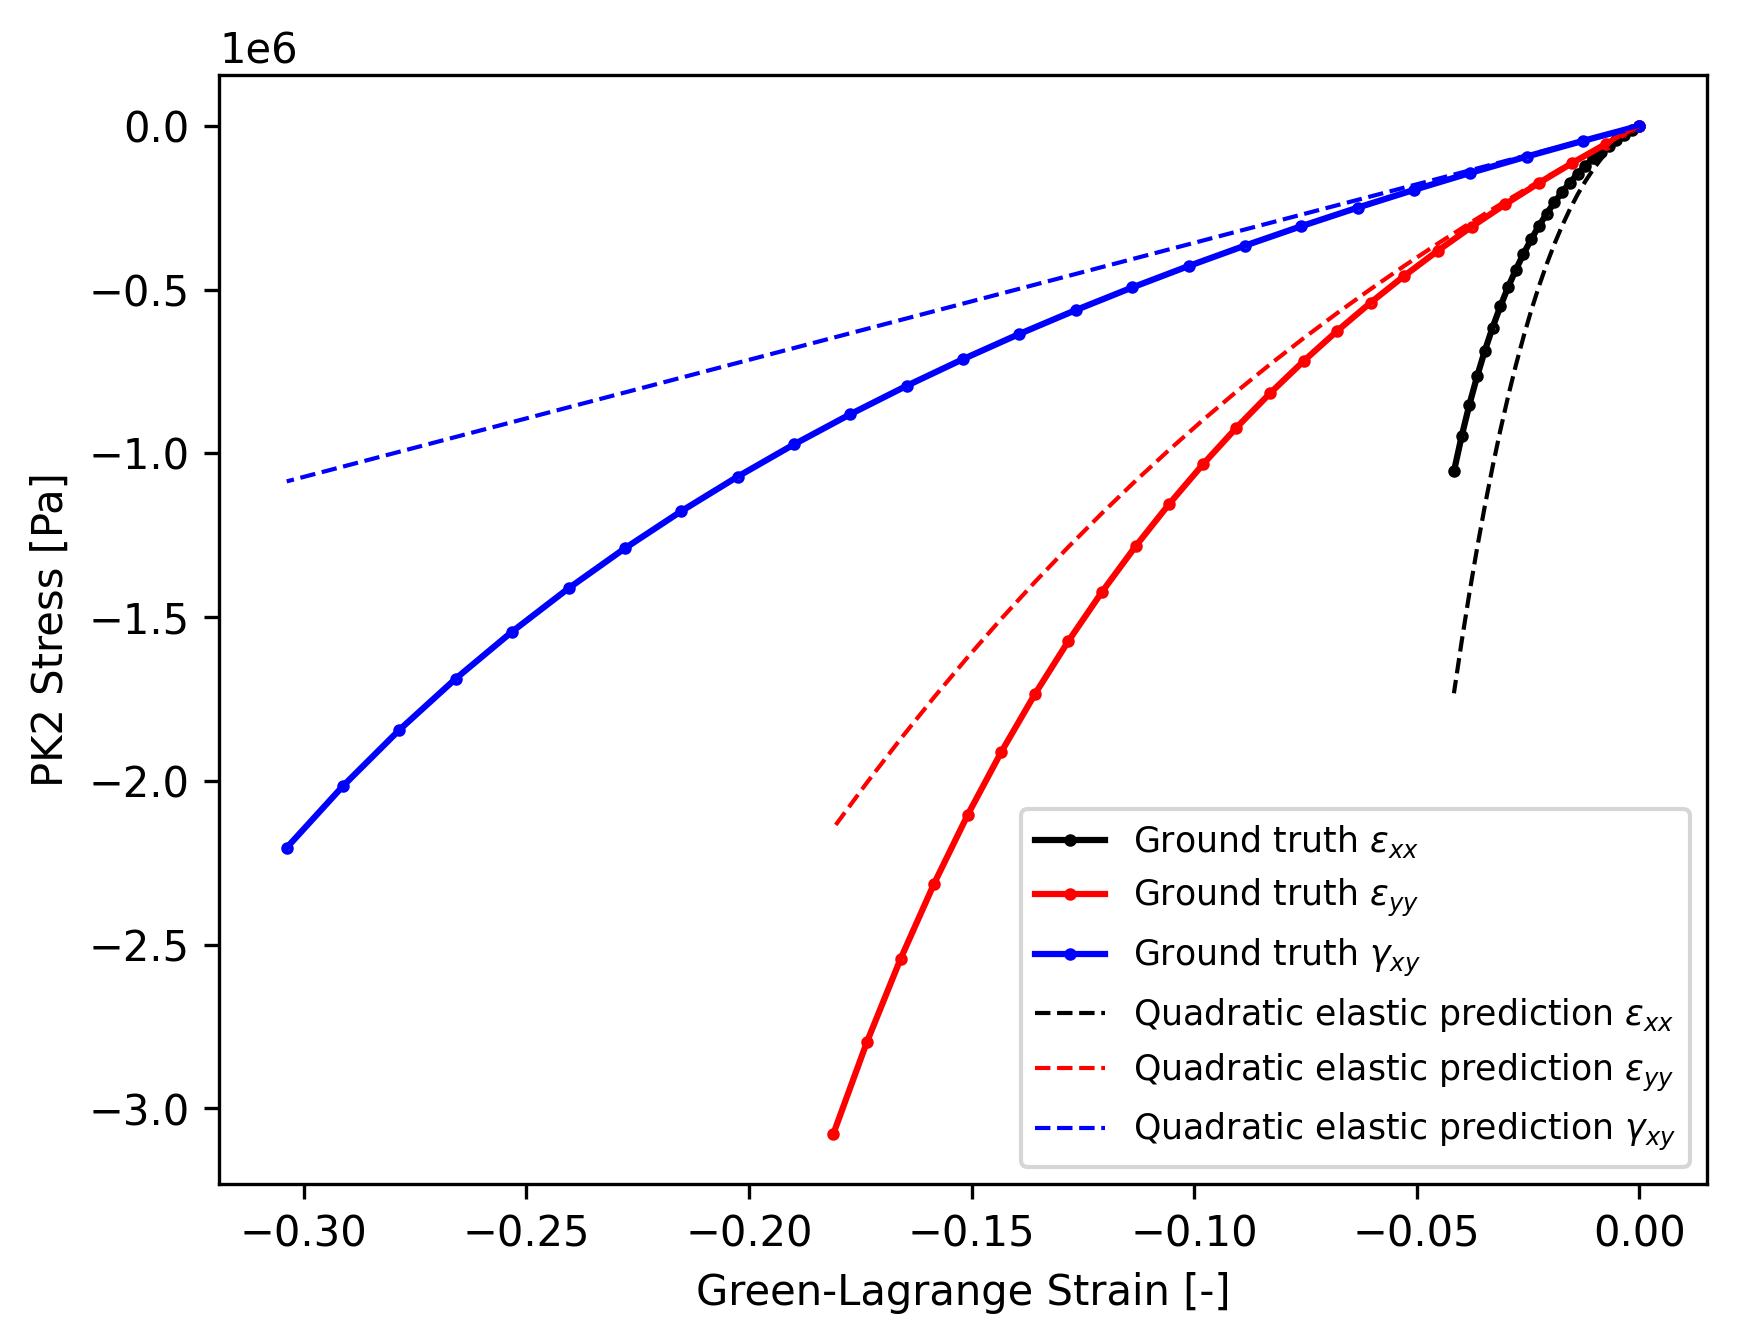 1e6
0.0
−0.5
−1.0
−1.5
−2.0
−2.5
−3.0
PK2 Stress [Pa]
Ground truth εxx
Ground truth εyy
Ground truth γxy
Quadratic elastic prediction εxx
Quadratic elastic prediction εyy
Quadratic elastic prediction γxy
−0.30 −0.25 −0.20 −0.15 −0.10 −0.05 0.00
Green-Lagrange Strain [-]